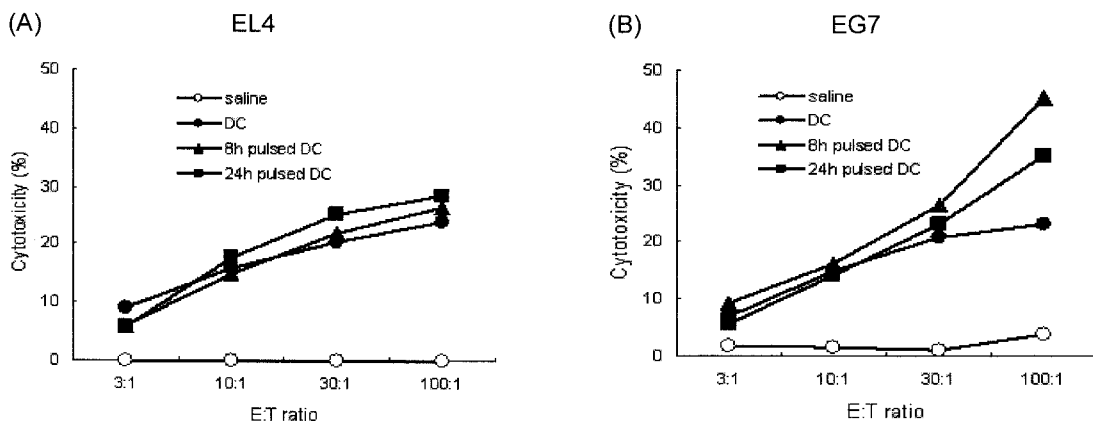 (A)
EL4
50
40
30
20
10
0
Cytotoxicity (%)
saline
DC
8h pulsed DC
24h pulsed DC
3:1
10:1
30:1
100:1
E:T ratio
(B)
EG7
50
40
30
20
10
0
Cytotoxicity (%)
saline
DC
8h pulsed DC
24h pulsed DC
3:1
10:1
30:1
100:1
E:T ratio